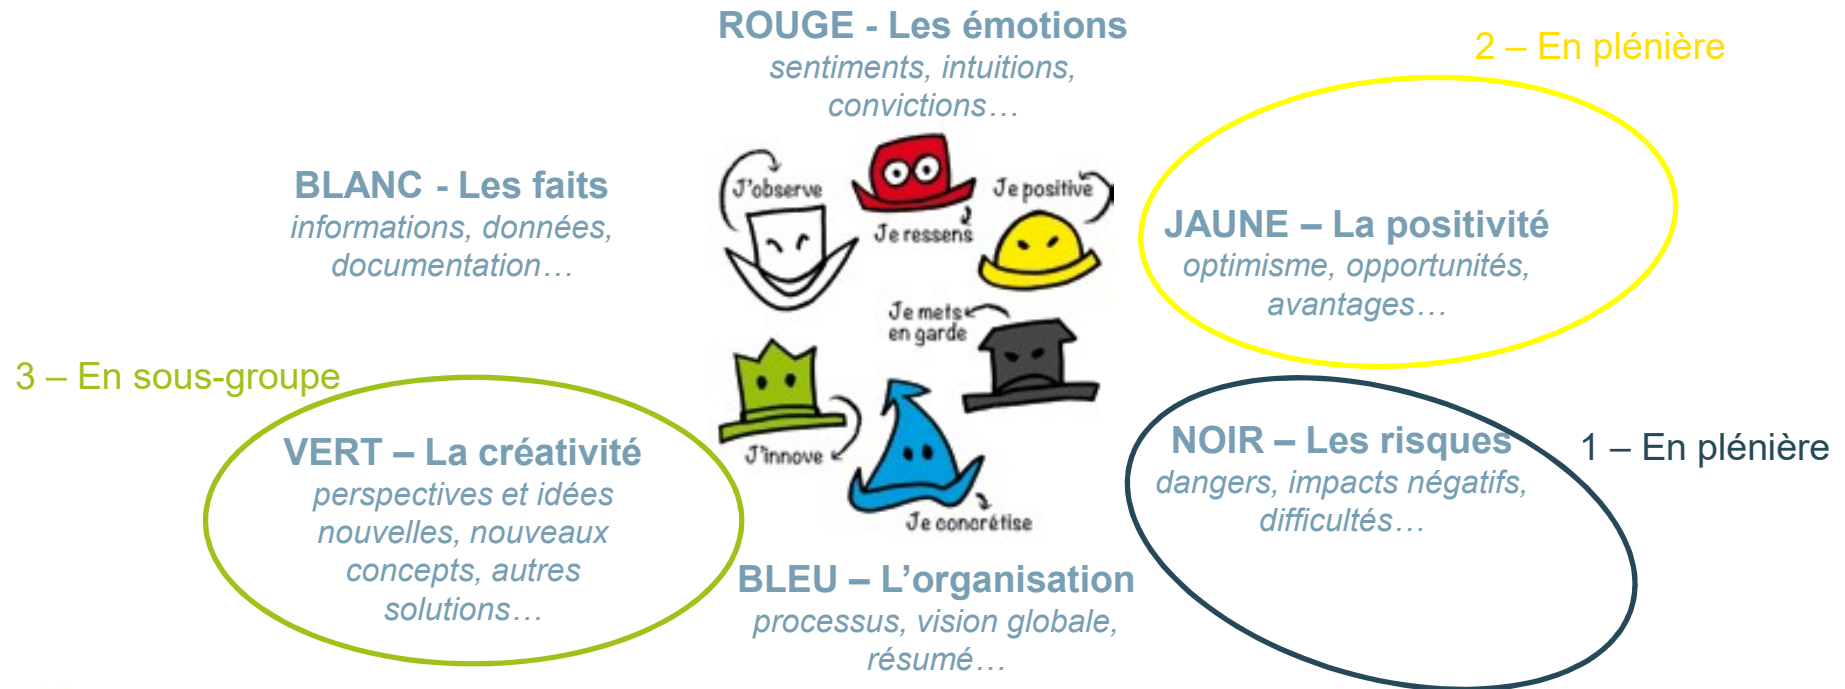 ROUGE - Les émotions
sentiments, intuitions,
convictions…
2 – En plénière
BLANC - Les faits
informations, données,
documentation…
J'observe
Je ressens
Je positive
JAUNE – La positivité
optimisme, opportunités,
avantages…
Je mets
en garde
3 – En sous-groupe
VERT – La créativité
perspectives et idées
nouvelles, nouveaux
concepts, autres
solutions…
J'innove
Je concrétise
NOIR – Les risques
dangers, impacts négatifs,
difficultés…
1 – En plénière
BLEU – L’organisation
processus, vision globale,
résumé…